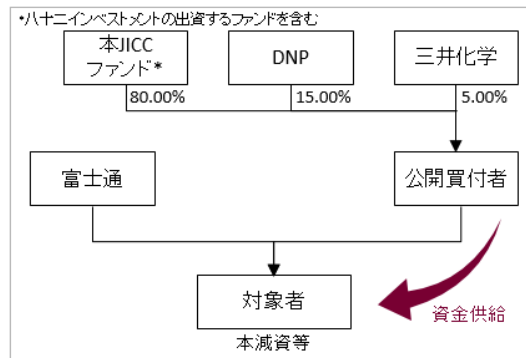 *八十二インベストメントの出資するファンドを含む
本JICC
ファンド*
DNP
三井化学
80.00%
15.00%
5.00%
富士通
公開買付者
対象者
資金供給
本減資等